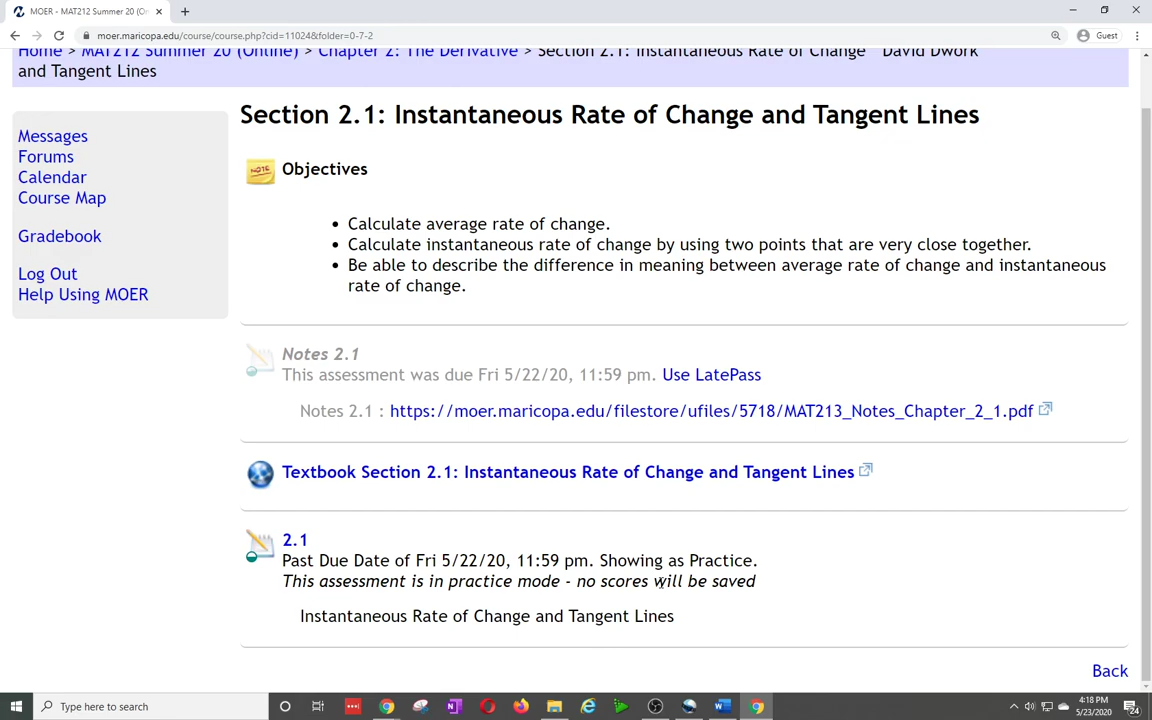 MOER - MAT212 Summer 20 (On
moer.maricopa.edu/course/course.php?cid=11024&folder=0-7-2
Guest
Home > MAT212 Summer 20 (Online) > Chapter 2: The Derivative > Section 2.1: Instantaneous Rate of Change David Dwork
and Tangent Lines
Messages
Forums
Calendar
Course Map
Gradebook
Log Out
Help Using MOER
Section 2.1: Instantaneous Rate of Change and Tangent Lines
NOTE
Objectives
• Calculate average rate of change.
• Calculate instantaneous rate of change by using two points that are very close together.
• Be able to describe the difference in meaning between average rate of change and instantaneous
rate of change.
Notes 2.1
This assessment was due Fri 5/22/20, 11:59 pm. Use LatePass
Notes 2.1 : https://moer.maricopa.edu/filestore/ufiles/5718/MAT213_Notes_Chapter_2_1.pdf
Textbook Section 2.1: Instantaneous Rate of Change and Tangent Lines
2.1
Past Due Date of Fri 5/22/20, 11:59 pm. Showing as Practice.
This assessment is in practice mode - no scores will be saved
Instantaneous Rate of Change and Tangent Lines
Back
Type here to search
4:18 PM
5/23/2020
24